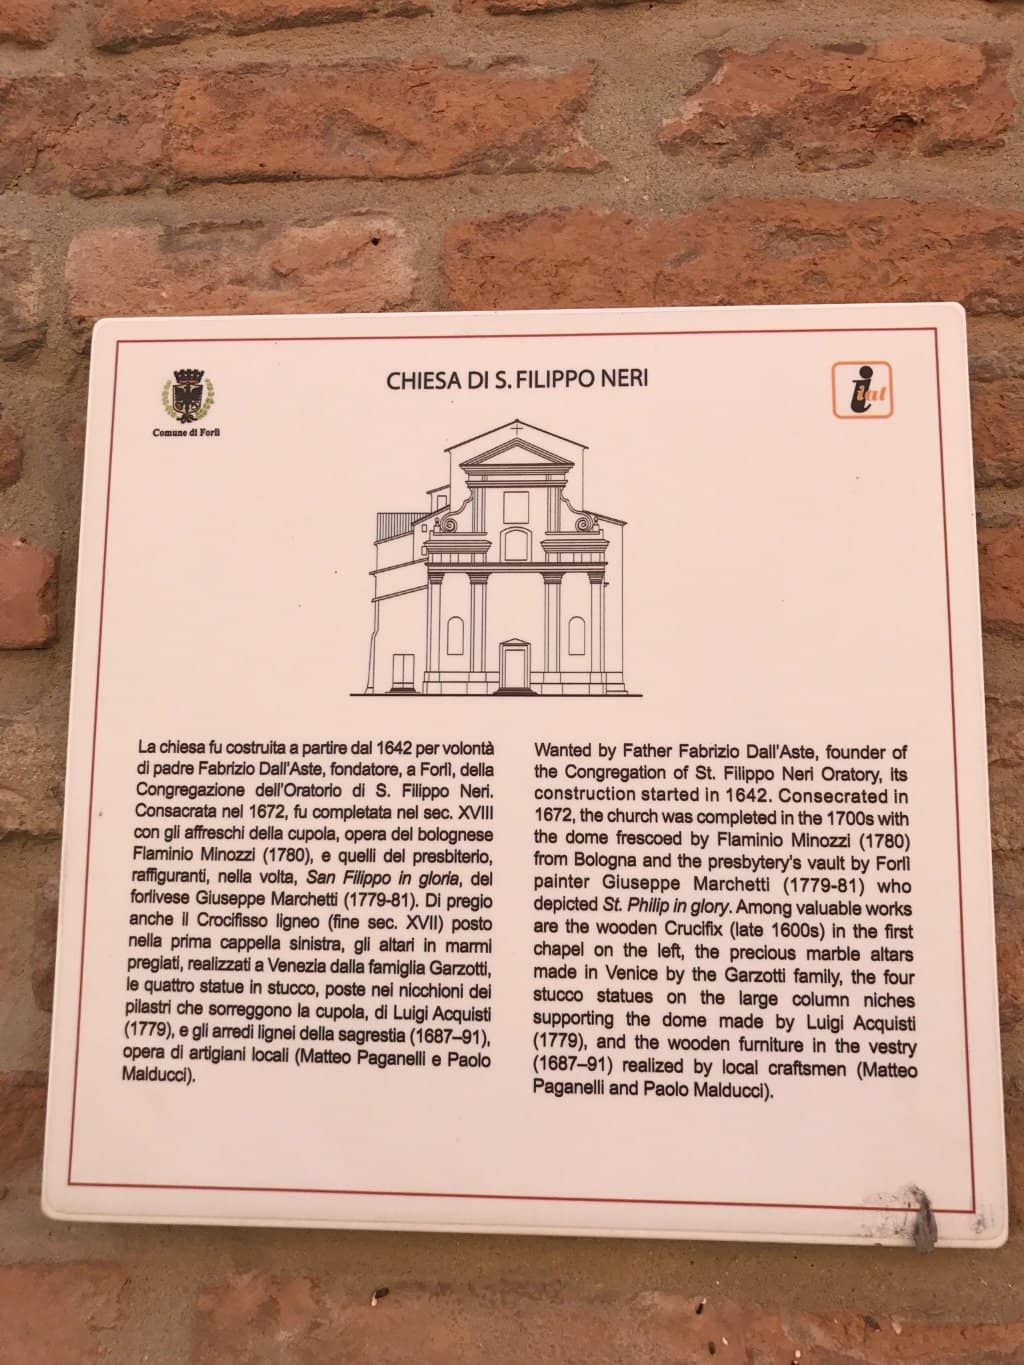 CHIESA DI S. FILIPPO NERI
Comune di Forlì
i iat
La chiesa fu costruita a partire dal 1642 per volontà
di padre Fabrizio Dall'Aste, fondatore, a Forlì, della
Congregazione dell'Oratorio di S. Filippo Neri.
Consacrata nel 1672, fu completata nel sec. XVIII
con gli affreschi della cupola, opera del bolognese
Flaminio Minozzi (1780), e quelli del presbiterio,
raffiguranti, nella volta, San Filippo in gloria, del
forlivese Giuseppe Marchetti (1779-81). Di pregio
anche il Crocifisso ligneo (fine sec. XVII) posto
nella prima cappella sinistra, gli altari in marmi
pregiati, realizzati a Venezia dalla famiglia Garzotti,
le quattro statue in stucco, poste nei nicchioni dei
pilastri che sorreggono la cupola, di Luigi Acquisti
(1779), e gli arredi lignei della sagrestia (1687–91),
opera di artigiani locali (Matteo Paganelli e Paolo
Malducci).
Wanted by Father Fabrizio Dall'Aste, founder of
the Congregation of St. Filippo Neri Oratory, its
construction started in 1642. Consecrated in
1672, the church was completed in the 1700s with
the dome frescoed by Flaminio Minozzi (1780)
from Bologna and the presbytery's vault by Forlì
painter Giuseppe Marchetti (1779-81) who
depicted St. Philip in glory. Among valuable works
are the wooden Crucifix (late 1600s) in the first
chapel on the left, the precious marble altars
made in Venice by the Garzotti family, the four
stucco statues on the large column niches
supporting the dome made by Luigi Acquisti
(1779), and the wooden furniture in the vestry
(1687–91) realized by local craftsmen (Matteo
Paganelli and Paolo Malducci).